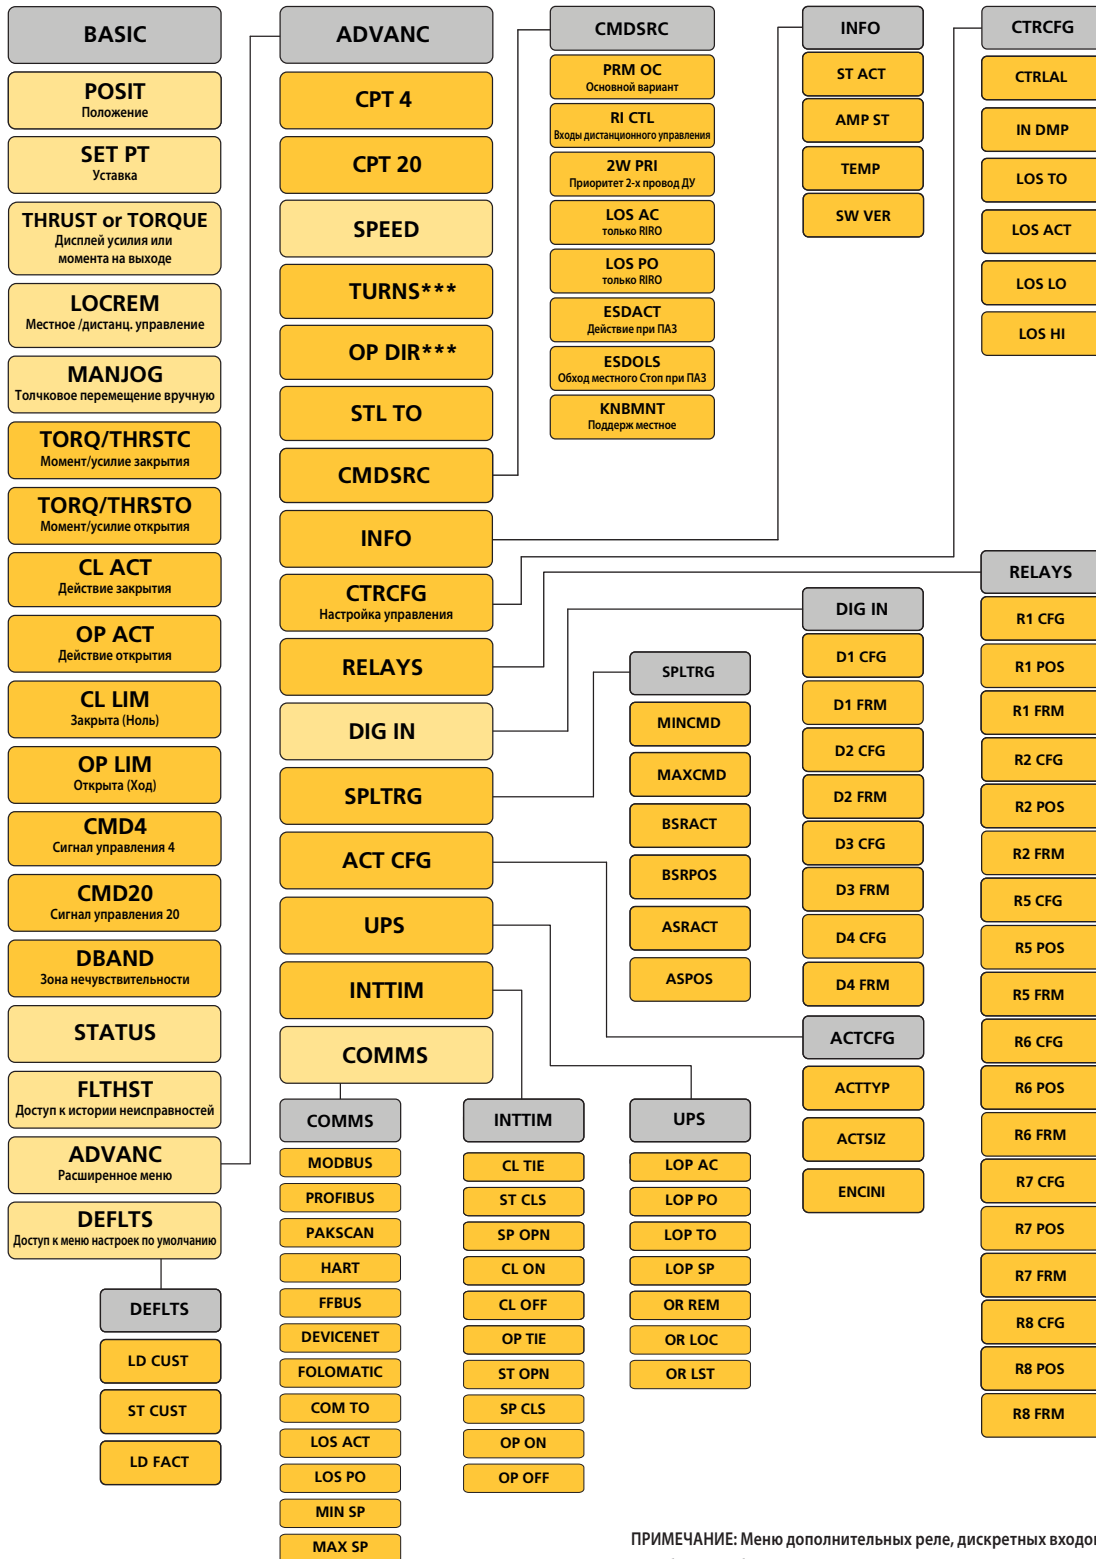 BASIC
POSIT
Положение
SET PT
Уставка
THRUST or TORQUE
Дисплей усилия или
момента на выходе
LOCREM
Местное /дистанц. управление
MANJOG
Толчковое перемещение вручную
TORQ/THRSTC
Момент/усилие закрытия
TORQ/THRSTO
Момент/усилие открытия
CL ACT
Действие закрытия
OP ACT
Действие открытия
CL LIM
Закрыта (Ноль)
OP LIM
Открыта (Ход)
CMD4
Сигнал управления 4
CMD20
Сигнал управления 20
DBAND
Зона нечувствительности
STATUS
FLTHST
Доступ к истории неисправностей
ADVANC
Расширенное меню
DEFLTS
Доступ к меню настроек по умолчанию
DEFLTS
LD CUST
ST CUST
LD FACT
ADVANC
CPT 4
CPT 20
SPEED
TURNS***
OP DIR***
STL TO
CMDSRC
INFO
CTRCFG
Настройка управления
RELAYS
DIG IN
SPLTRG
ACT CFG
UPS
INTTIM
COMMS
COMMS
MODBUS
PROFIBUS
PAKSCAN
HART
FFBUS
DEVICENET
FOLOMATIC
COM TO
LOS ACT
LOS PO
MIN SP
MAX SP
INTTIM
CL TIE
ST CLS
SP OPN
CL ON
CL OFF
OP TIE
ST OPN
SP CLS
OP ON
OP OFF
UPS
LOP AC
LOP PO
LOP TO
LOP SP
OR REM
OR LOC
OR LST
CMDSRC
PRM OC
Основной вариант
RI CTL
Входы дистанционного управления
2W PRI
Приоритет 2-х провод ДУ
LOS AC
только RIRO
LOS PO
только RIRO
ESDACT
Действие при ПАЗ
ESDOLS
Обход местного Стоп при ПАЗ
KNBMNT
Поддерж местное
SPLTRG
MINCMD
MAXCMD
BSRACT
BSRPOS
ASRACT
ASPOS
INFO
ST ACT
AMP ST
TEMP
SW VER
DIG IN
D1 CFG
D1 FRM
D2 CFG
D2 FRM
D3 CFG
D3 FRM
D4 CFG
D4 FRM
ACTCFG
ACTTYP
ACTSIZ
ENCINI
CTRCFG
CTRLAL
IN DMP
LOS TO
LOS ACT
LOS LO
LOS HI
RELAYS
R1 CFG
R1 POS
R1 FRM
R2 CFG
R2 POS
R2 FRM
R5 CFG
R5 POS
R5 FRM
R6 CFG
R6 POS
R6 FRM
R7 CFG
R7 POS
R7 FRM
R8 CFG
R8 POS
R8 FRM
ПРИМЕЧАНИЕ: Меню дополнительных реле, дискретных входов